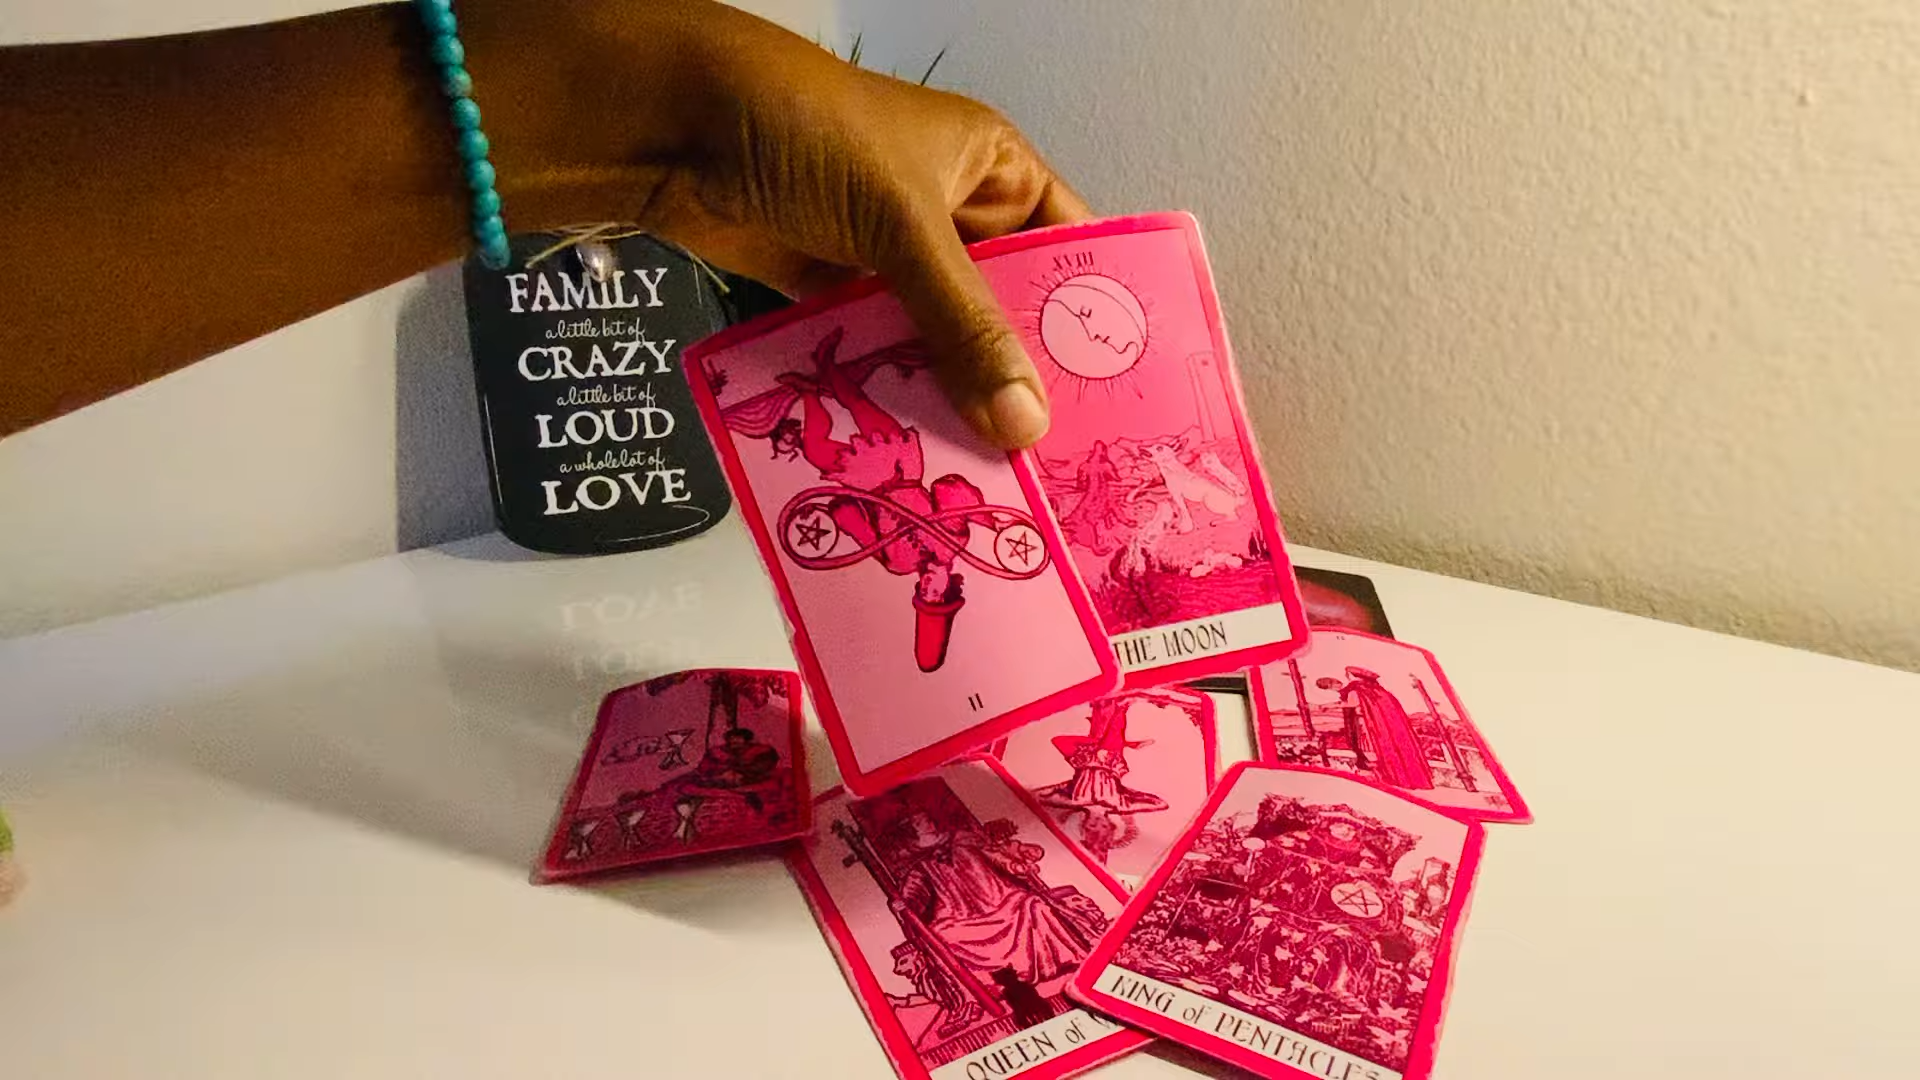 FAMILY
a little bit of
CRAZY
a little bit of
LOUD
a whole lot of
LOVE
XVIII
THE MOON
II
QUEEN of
KING of PENTACLES